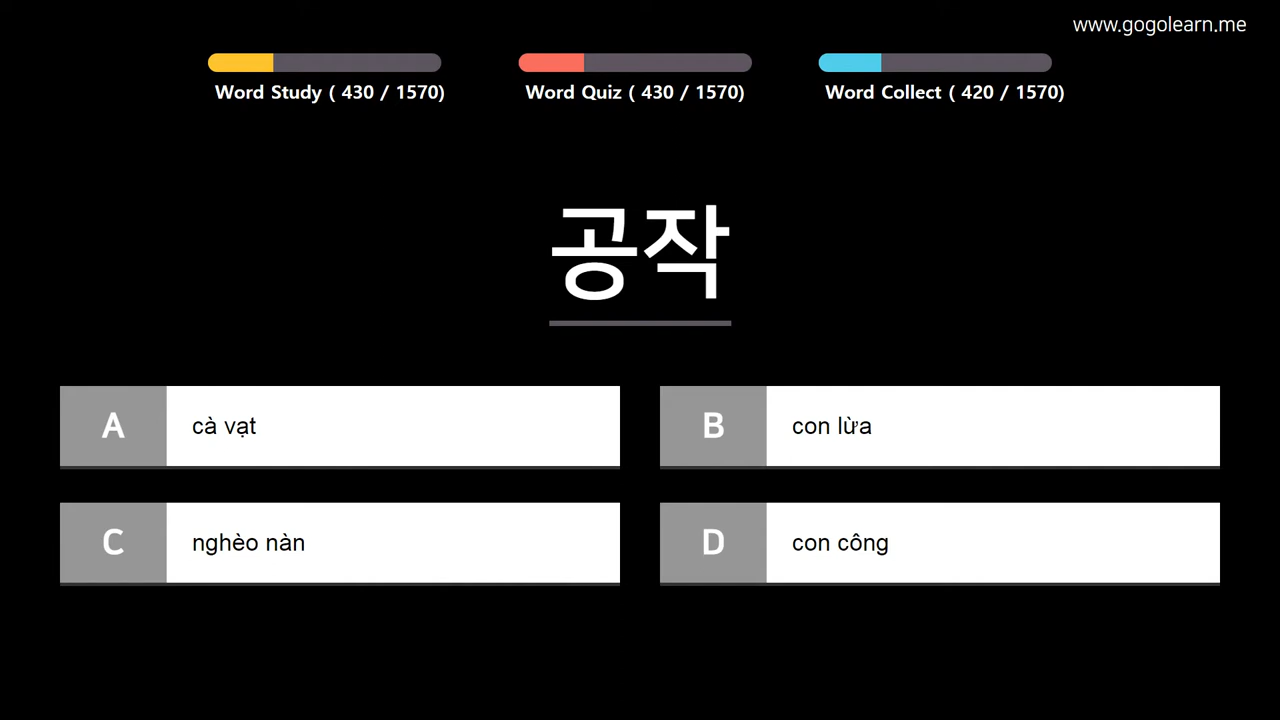 www.gogolearn.me
Word Study ( 430 / 1570)
Word Quiz ( 430 / 1570)
Word Collect ( 420 / 1570)
공작
A cà vạt
B con lừa
C nghèo nàn
D con công